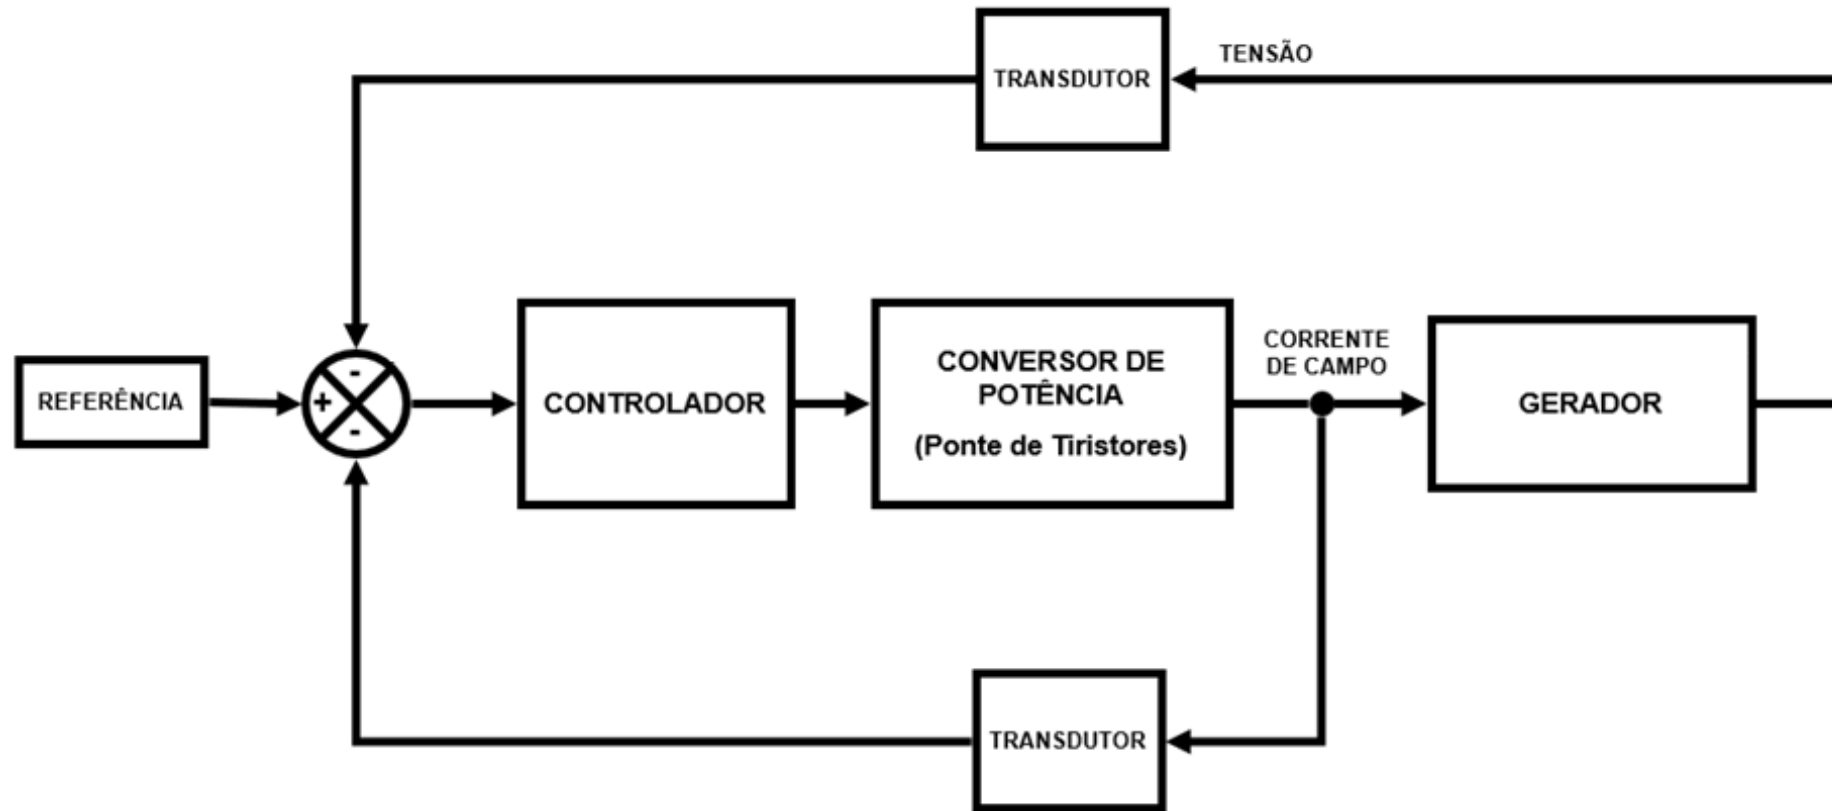 TRANSDUTOR
TENSÃO
REFERÊNCIA
-
+
-
CONTROLADOR
CONVERSOR DE
POTÊNCIA
(Ponte de Tiristores)
CORRENTE
DE CAMPO
GERADOR
TRANSDUTOR